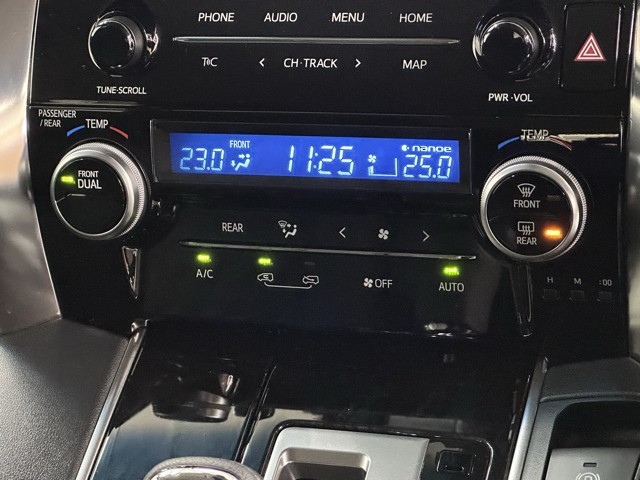 PHONE AUDIO MENU HOME
T@C < CH·TRACK > MAP
TUNE·SCROLL
PWR·VOL
PASSENGER
/ REAR
TEMP
TEMP
FRONT
nanoe
23.0 11:25 25.0
FRONT
DUAL
FRONT
REAR
REAR < >
A/C
OFF
AUTO
H M :00